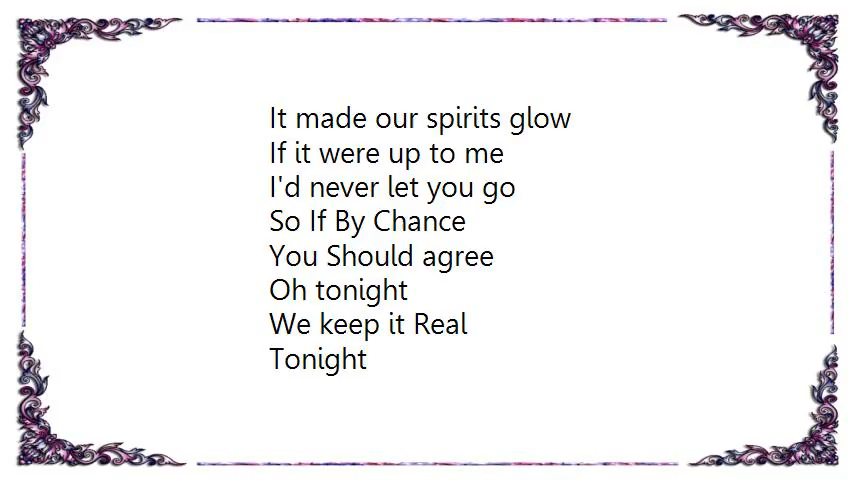 It made our spirits glow
If it were up to me
I'd never let you go
So If By Chance
You Should agree
Oh tonight
We keep it Real
Tonight